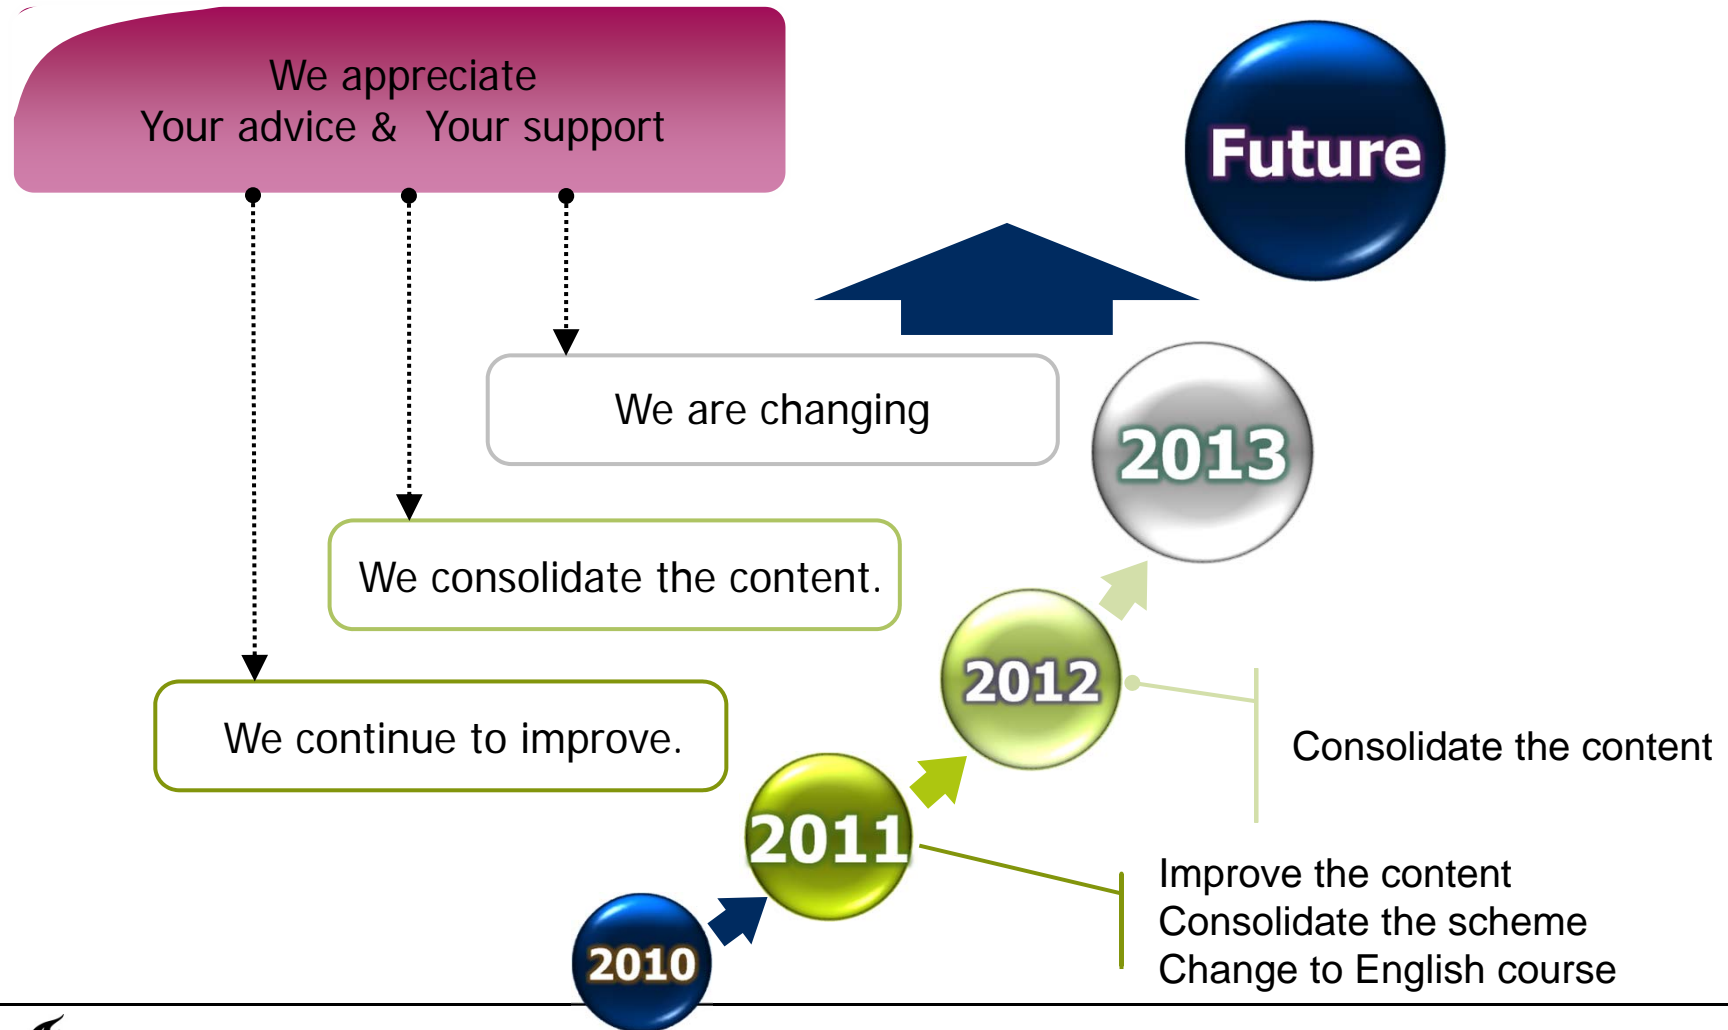 We appreciate
Your advice & Your support
Future
We are changing
2013
We consolidate the content.
2012
We continue to improve.
Consolidate the content
2011
Improve the content
Consolidate the scheme
Change to English course
2010